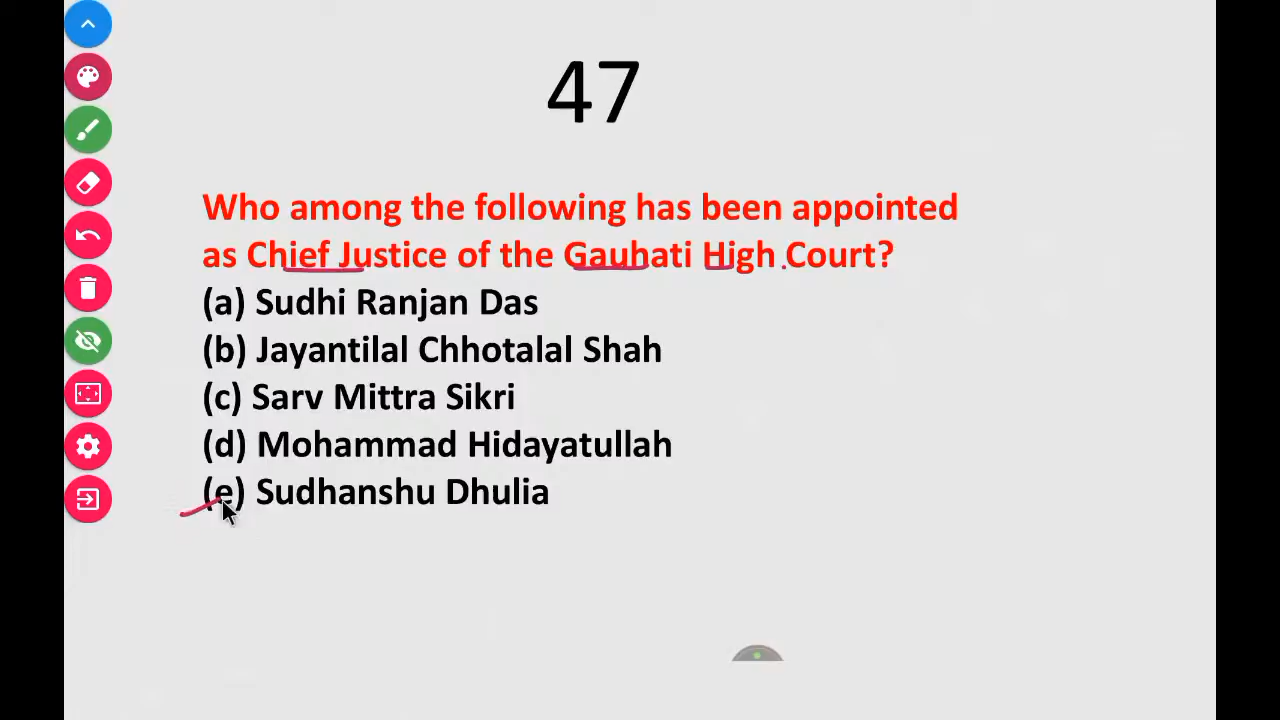 47
Who among the following has been appointed
as Chief Justice of the Gauhati High Court?
(a) Sudhi Ranjan Das
(b) Jayantilal Chhotalal Shah
(c) Sarv Mittra Sikri
(d) Mohammad Hidayatullah
(e) Sudhanshu Dhulia